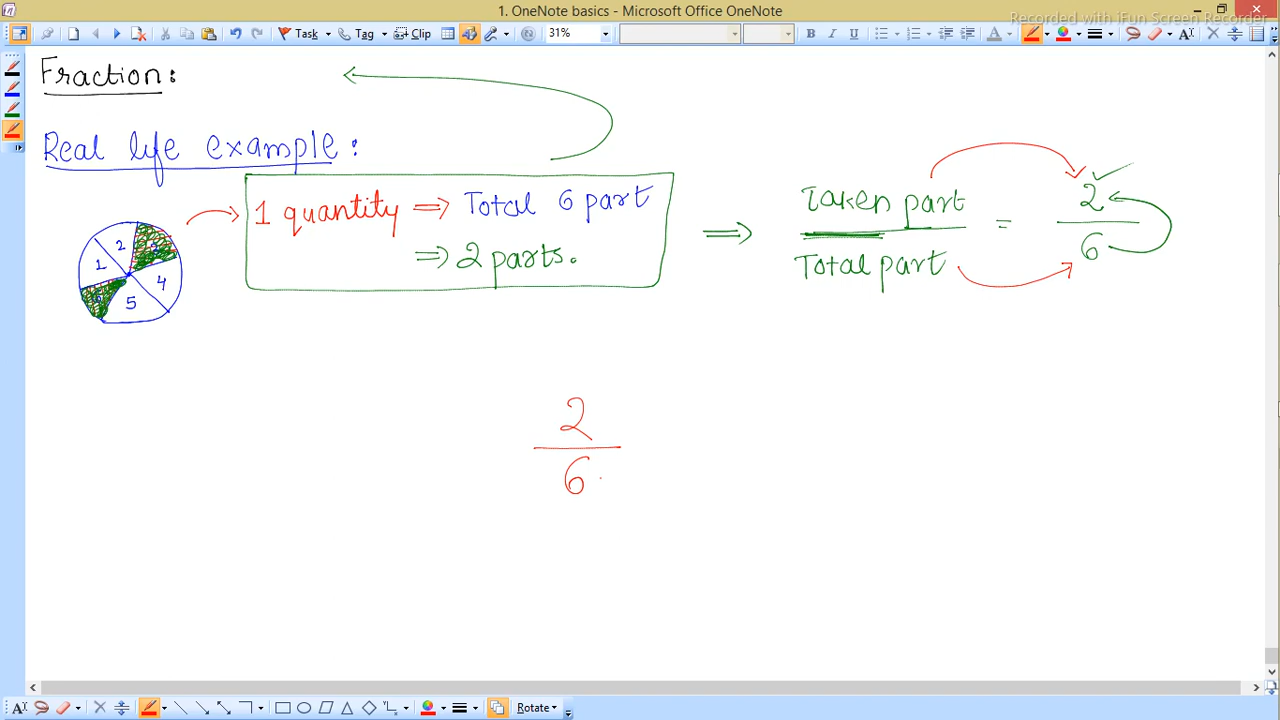 1. OneNote basics - Microsoft Office OneNote
Recorded with iFun Screen Recorder
Task Tag Clip 31% B I U
Fraction:
Real life example:
1 quantity ⇒ Total 6 part
⇒ 2 parts.
⇒ Taken part / Total part = 2 / 6
1 2 4 5
2
6
Rotate